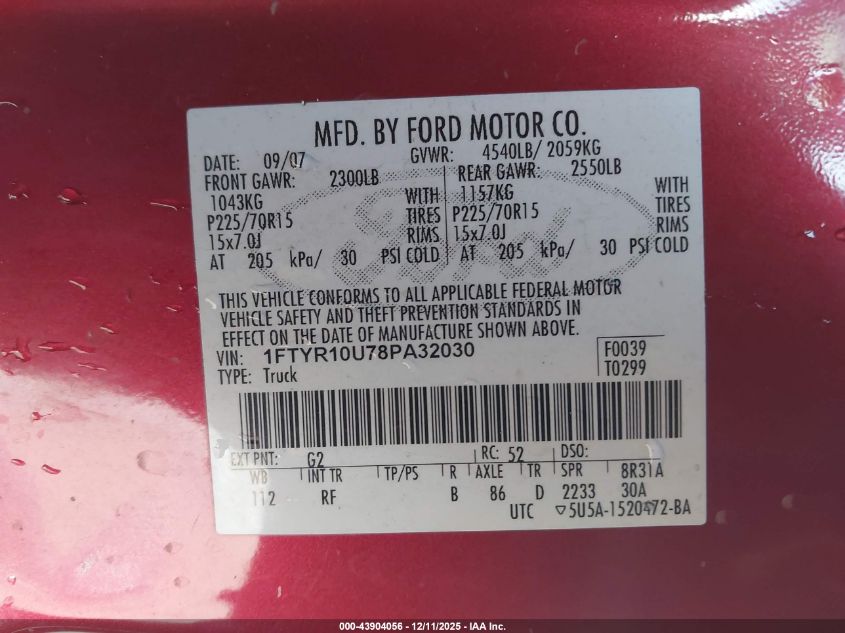 MFD. BY FORD MOTOR CO.
DATE: 09/07 GVWR: 4540LB/ 2059KG
FRONT GAWR: 2300LB REAR GAWR: 2550LB
1043KG WITH 1157KG WITH
P225/70R15 TIRES P225/70R15 TIRES
15x7.0J RIMS 15x7.0J RIMS
AT 205 kPa/ 30 PSI COLD AT 205 kPa/ 30 PSI COLD
Ford
THIS VEHICLE CONFORMS TO ALL APPLICABLE FEDERAL MOTOR
VEHICLE SAFETY AND THEFT PREVENTION STANDARDS IN
EFFECT ON THE DATE OF MANUFACTURE SHOWN ABOVE.
VIN: 1FTYR10U78PA32030 F0039
TYPE: Truck T0299
EXT PNT: G2 RC: 52 DSO:
WB INT TR TP/PS R AXLE TR SPR 8R31A
112 RF B 86 D 2233 30A
UTC ▽5U5A-1520472-BA
000-43904056 - 12/11/2025 - IAA Inc.